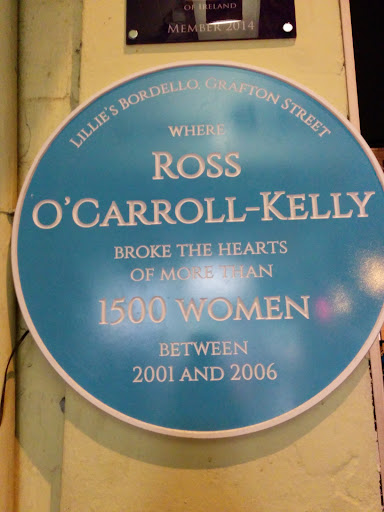 OF IRELAND
MEMBER 2014
LILLIE'S BORDELLO, GRAFTON STREET
WHERE
ROSS
O'CARROLL-KELLY
BROKE THE HEARTS
OF MORE THAN
1500 WOMEN
BETWEEN
2001 AND 2006